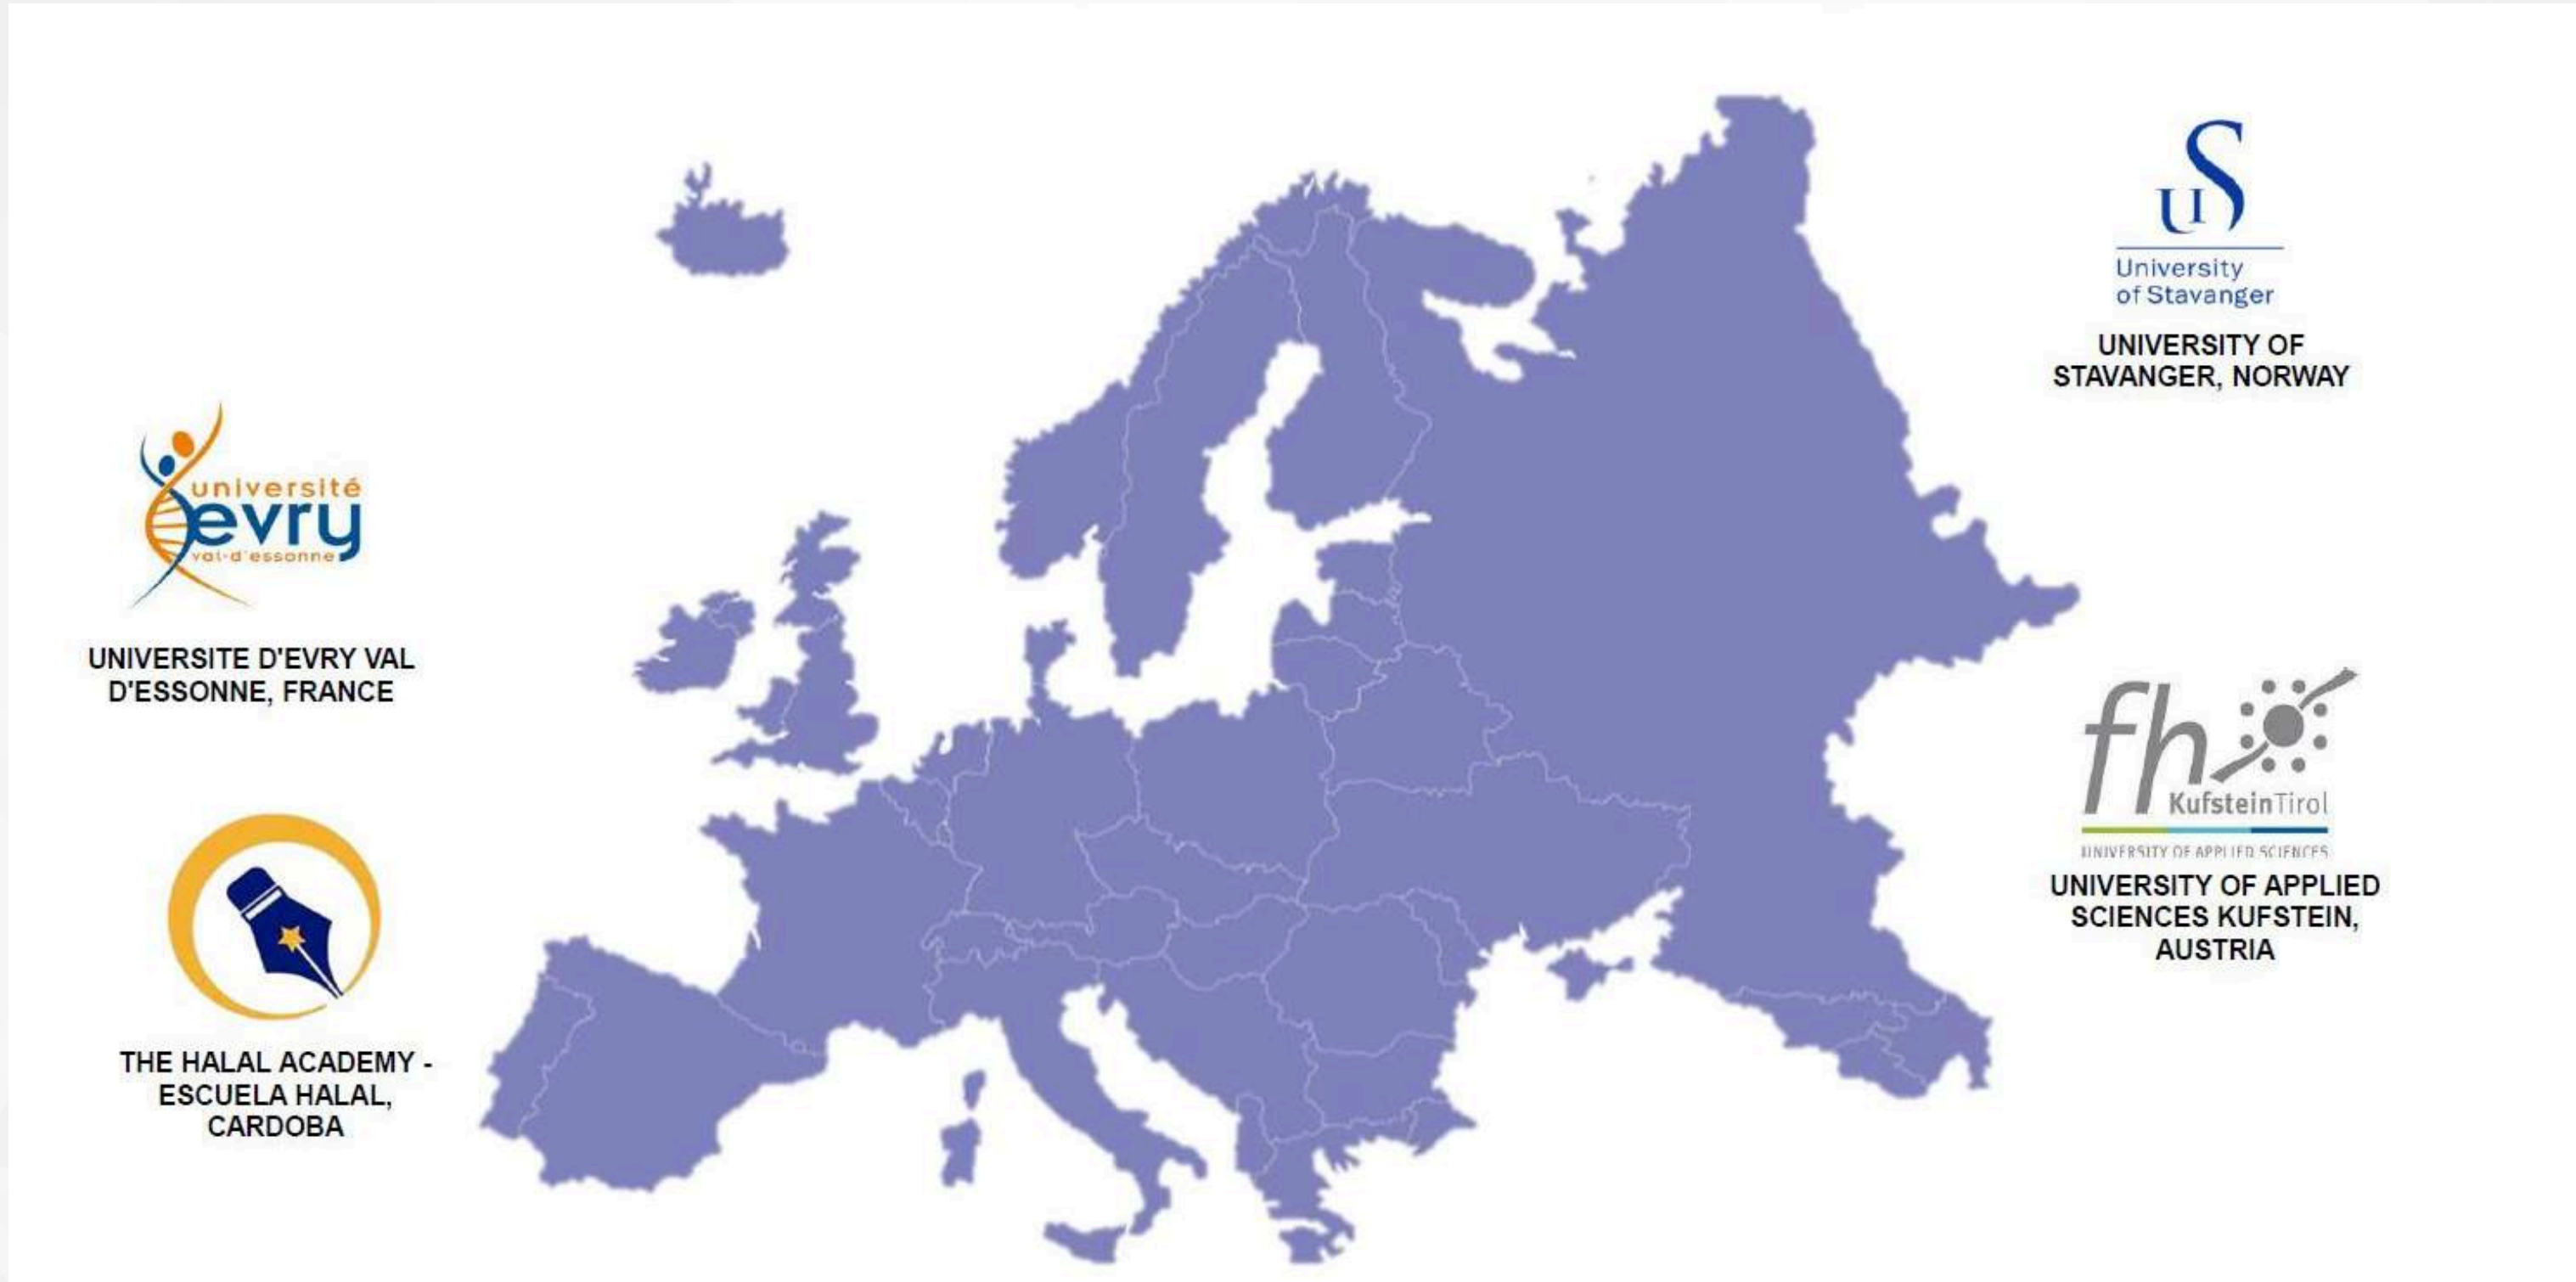 université
evry
val-d'essonne
UNIVERSITE D'EVRY VAL
D'ESSONNE, FRANCE
THE HALAL ACADEMY -
ESCUELA HALAL,
CARDOBA
US
University
of Stavanger
UNIVERSITY OF
STAVANGER, NORWAY
fh
KufsteinTirol
UNIVERSITY OF APPLIED SCIENCES
UNIVERSITY OF APPLIED
SCIENCES KUFSTEIN,
AUSTRIA